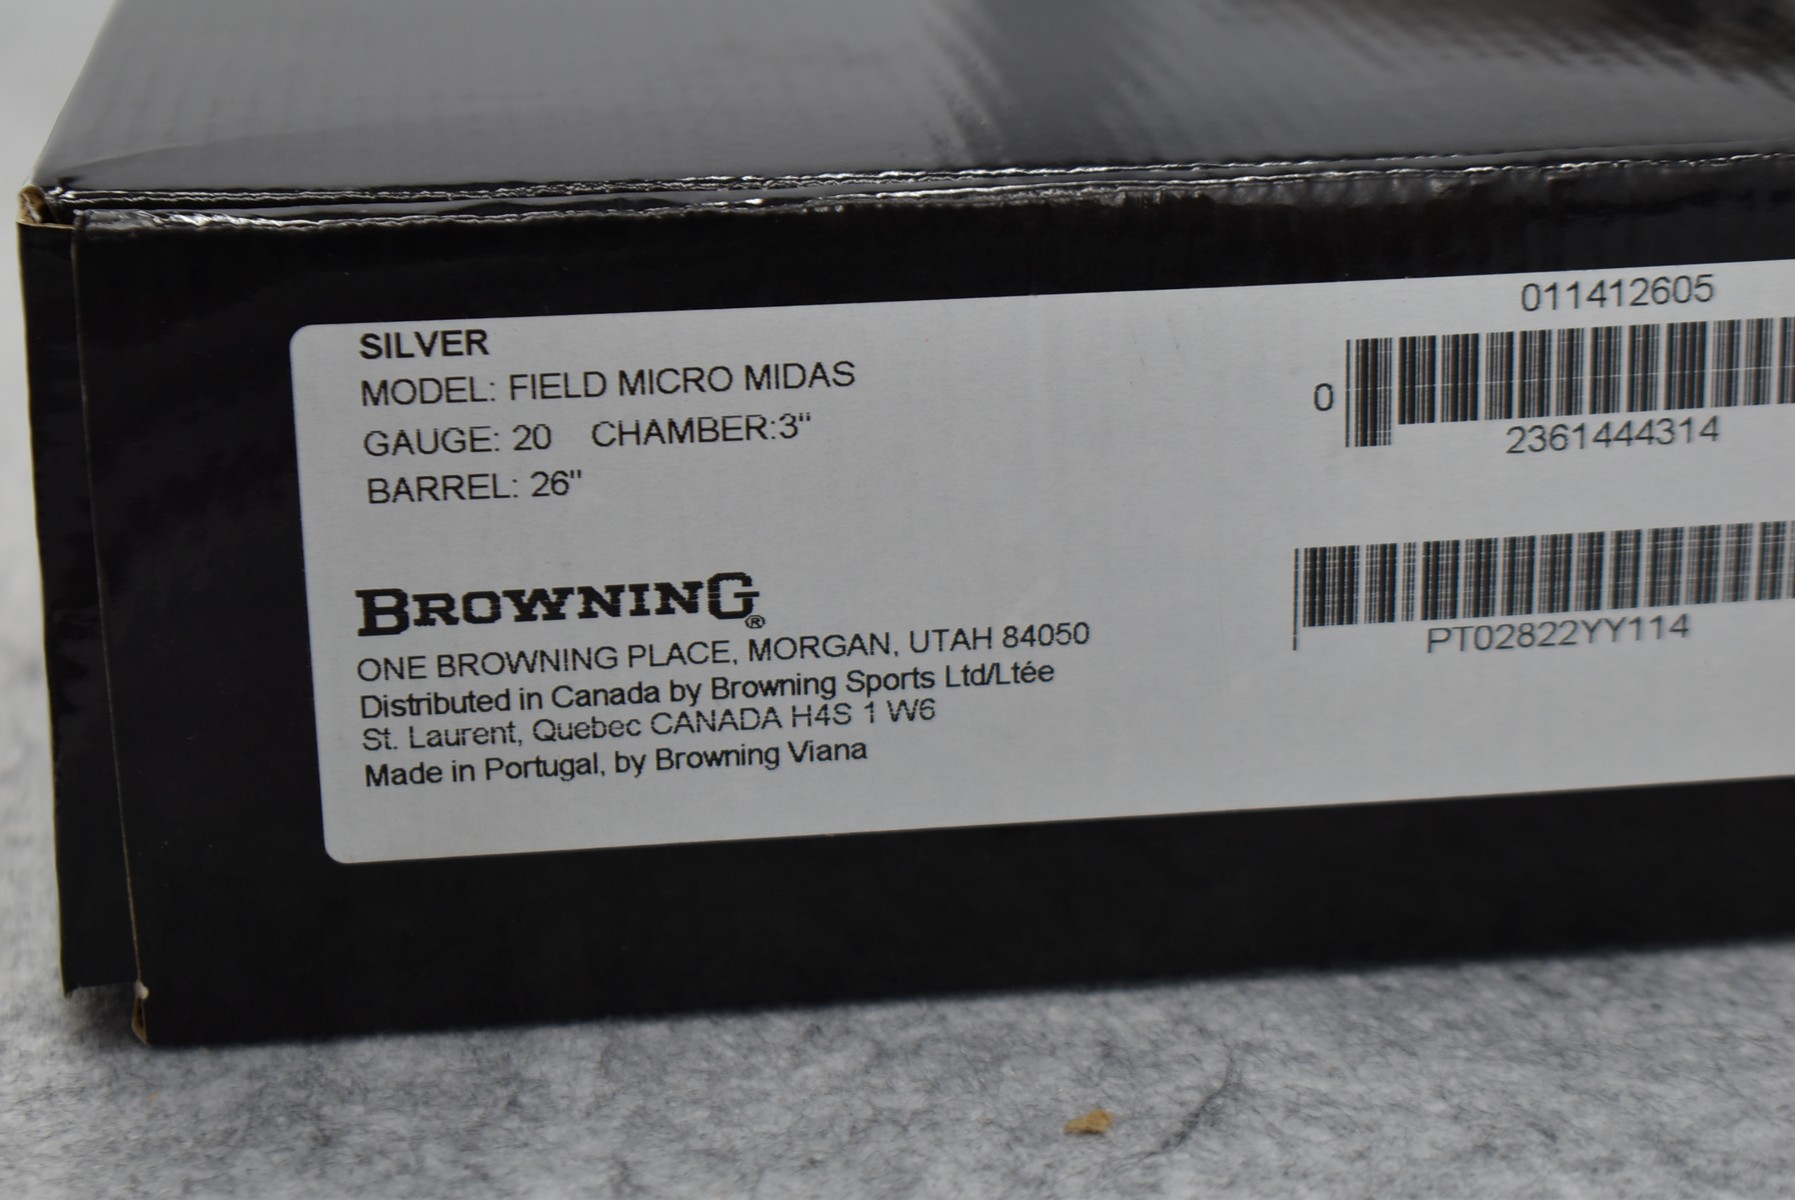 SILVER
MODEL: FIELD MICRO MIDAS
GAUGE: 20 CHAMBER:3"
BARREL: 26"
BROWNING®
ONE BROWNING PLACE, MORGAN, UTAH 84050
Distributed in Canada by Browning Sports Ltd/Ltée
St. Laurent, Quebec CANADA H4S 1 W6
Made in Portugal, by Browning Viana
011412605
0
2361444314
PT02822YY114